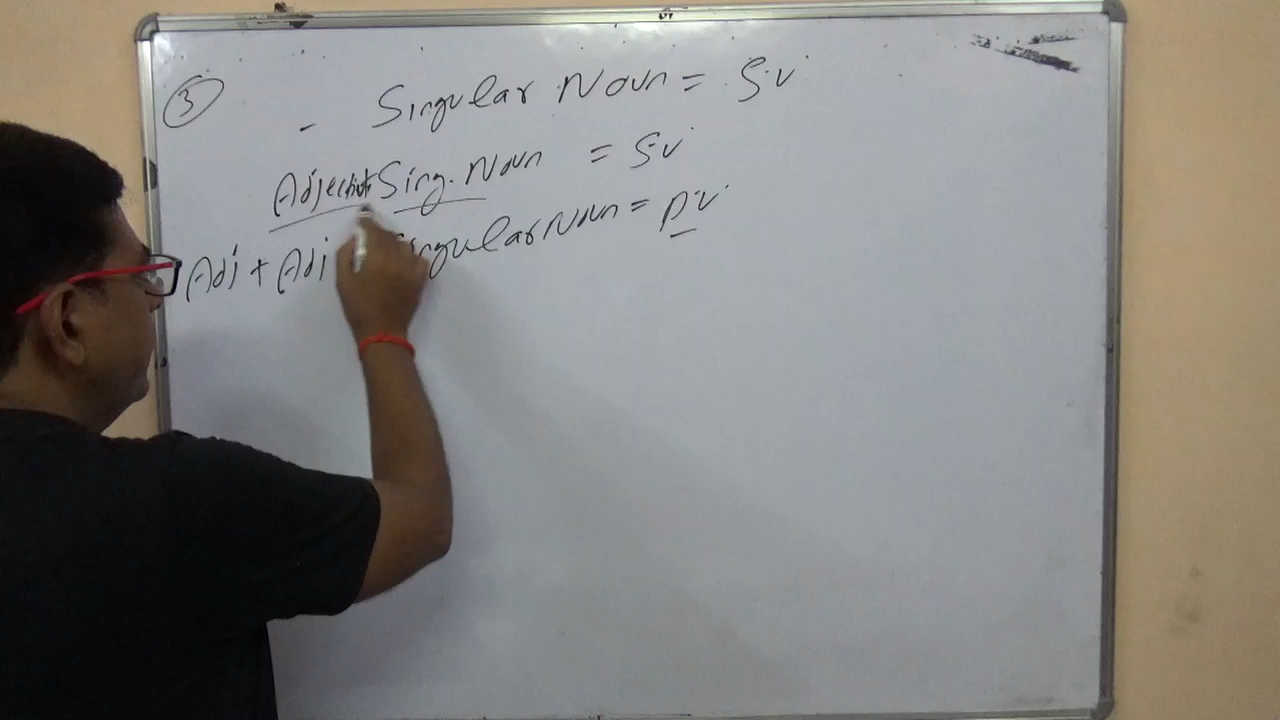 3 - Singular Noun = S.V
Adjective Sing. Noun = S.V
Adj + Adj Singular Noun = P.V